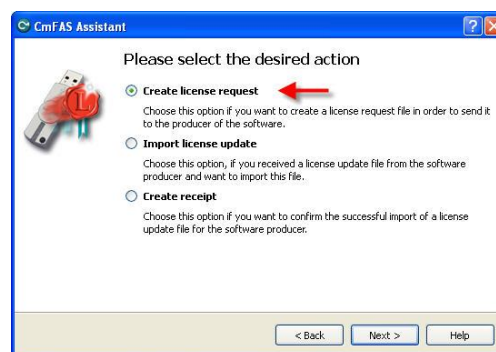 CmFAS Assistant
Please select the desired action
Create license request
Choose this option if you want to create a license request file in order to send it
to the producer of the software.
Import license update
Choose this option, if you received a license update file from the software
producer and want to import this file.
Create receipt
Choose this option if you want to confirm the successful import of a license
update file for the software producer.
< Back Next > Help